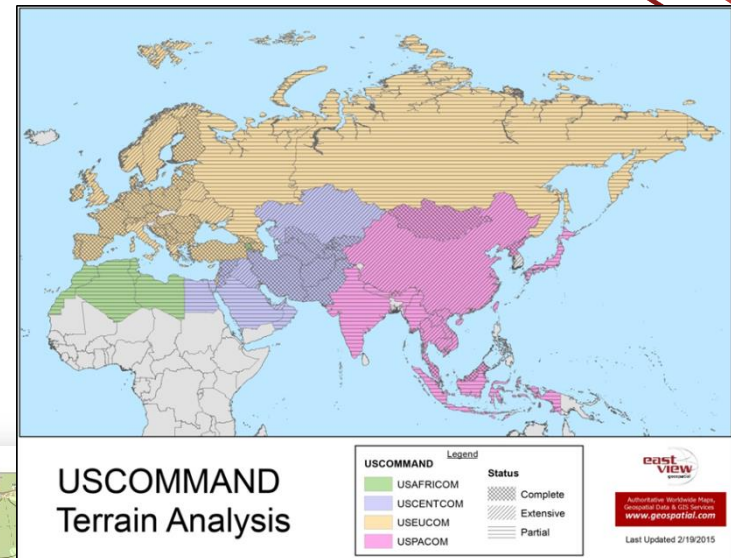 USCOMMAND
Terrain Analysis
Legend
USCOMMAND
USAFRICOM
USCENTCOM
USEUCOM
USPACOM
Status
Complete
Extensive
Partial
east
view
geospatial
Authoritative Worldwide Maps,
Geospatial Data & GIS Services
www.geospatial.com
Last Updated 2/19/2015